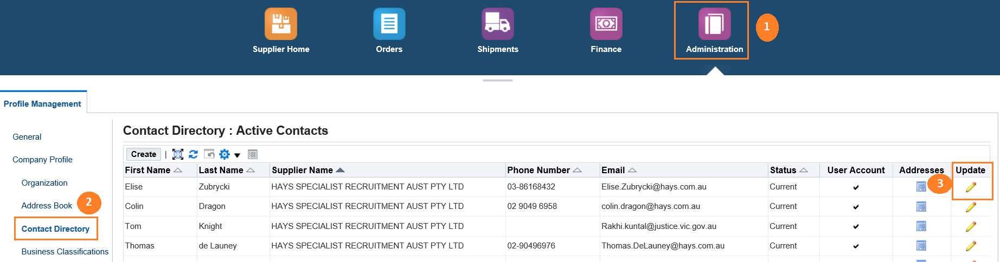 Supplier Home Orders Shipments Finance Administration 1
Profile Management
General
Company Profile
Organization
Address Book 2
Contact Directory
Business Classifications
Contact Directory : Active Contacts
Create |
First Name Last Name Supplier Name Phone Number Email Status User Account Addresses Update
Elise Zubrycki HAYS SPECIALIST RECRUITMENT AUST PTY LTD 03-86168432 Elise.Zubrycki@hays.com.au Current 3
Colin Dragon HAYS SPECIALIST RECRUITMENT AUST PTY LTD 02 9049 6958 colin.dragon@hays.com.au Current
Tom Knight HAYS SPECIALIST RECRUITMENT AUST PTY LTD Rakhi.kuntal@justice.vic.gov.au Current
Thomas de Launey HAYS SPECIALIST RECRUITMENT AUST PTY LTD 02-90496976 Thomas.DeLauney@hays.com.au Current